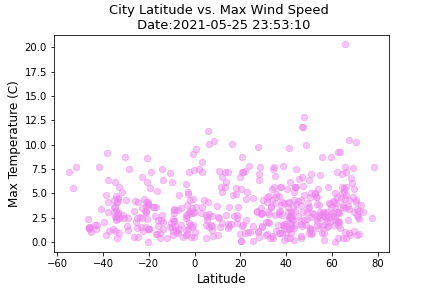 City Latitude vs. Max Wind Speed
Date:2021-05-25 23:53:10
Max Temperature (C)
20.0
17.5
15.0
12.5
10.0
7.5
5.0
2.5
0.0
−60 −40 −20 0 20 40 60 80
Latitude